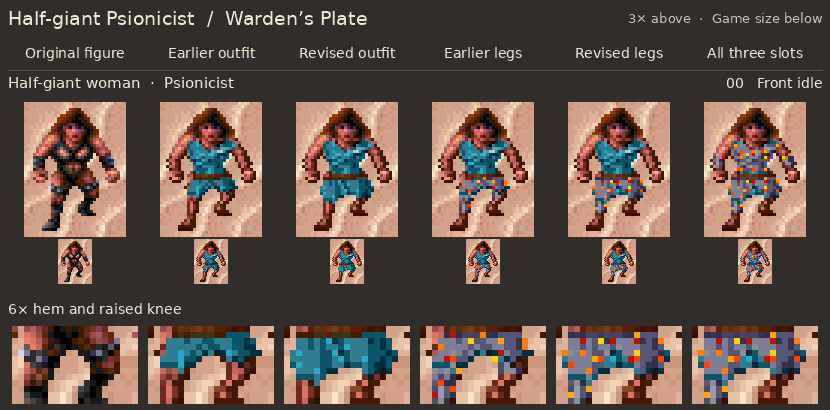 Half-giant Psionicist / Warden’s Plate
3× above · Game size below
Original figure Earlier outfit Revised outfit Earlier legs Revised legs All three slots
Half-giant woman · Psionicist
00 Front idle
6× hem and raised knee